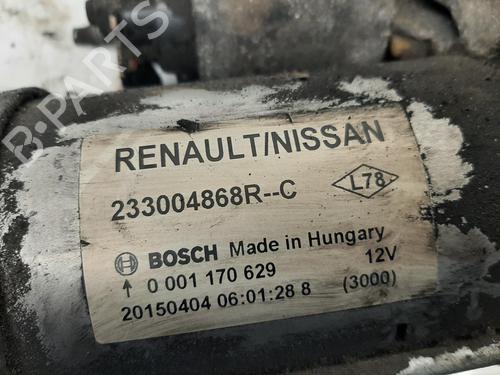 B-PARTS
RENAULT/NISSAN
233004868R--C
L78
BOSCH Made in Hungary
↑ 0 001 170 629 12V
20150404 06:01:28 8 (3000)